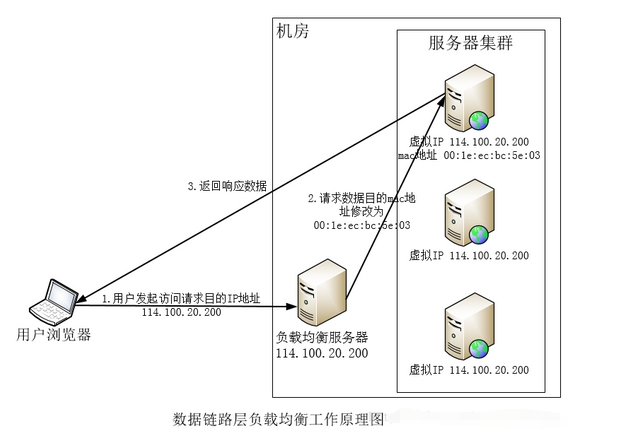 机房
服务器集群
虚拟IP 114.100.20.200
mac地址 00:1e:ec:bc:5e:03
3.返回响应数据
2.请求数据目的mac地
址修改为
00:1e:ec:bc:5e:03
虚拟IP 114.100.20.200
1.用户发起访问请求目的IP地址
114.100.20.200
用户浏览器
负载均衡服务器
114.100.20.200
虚拟IP 114.100.20.200
数据链路层负载均衡工作原理图